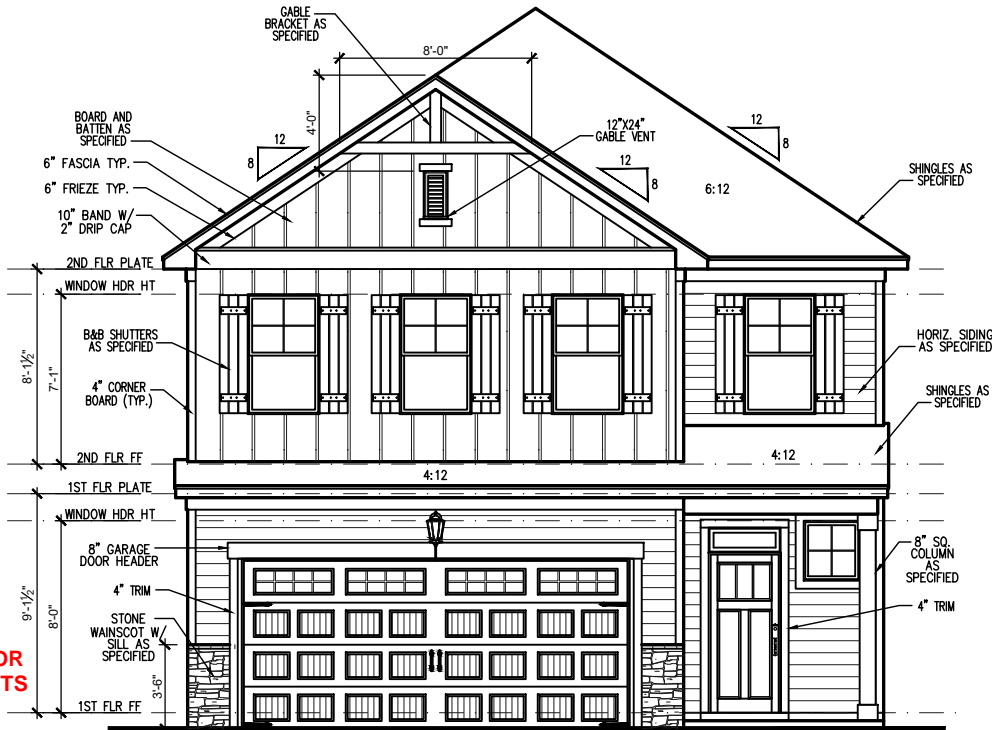 GABLE
BRACKET AS
SPECIFIED
8'-0"
4'-0"
BOARD AND
BATTEN AS
SPECIFIED
12
8
12"X24"
GABLE VENT
12
8
12
8
6" FASCIA TYP.
6" FRIEZE TYP.
6:12
SHINGLES AS
SPECIFIED
10" BAND W/
2" DRIP CAP
2ND FLR PLATE
WINDOW HDR HT
B&B SHUTTERS
AS SPECIFIED
HORIZ. SIDING
AS SPECIFIED
8'-1½"
7'-1"
4" CORNER
BOARD (TYP.)
SHINGLES AS
SPECIFIED
2ND FLR FF
4:12
4:12
1ST FLR PLATE
WINDOW HDR HT
8" GARAGE
DOOR HEADER
8" SQ.
COLUMN
AS
SPECIFIED
4" TRIM
4" TRIM
9'-1½"
8'-0"
STONE
WAINSCOT W/
SILL AS
SPECIFIED
OR
TS
3'-6"
1ST FLR FF